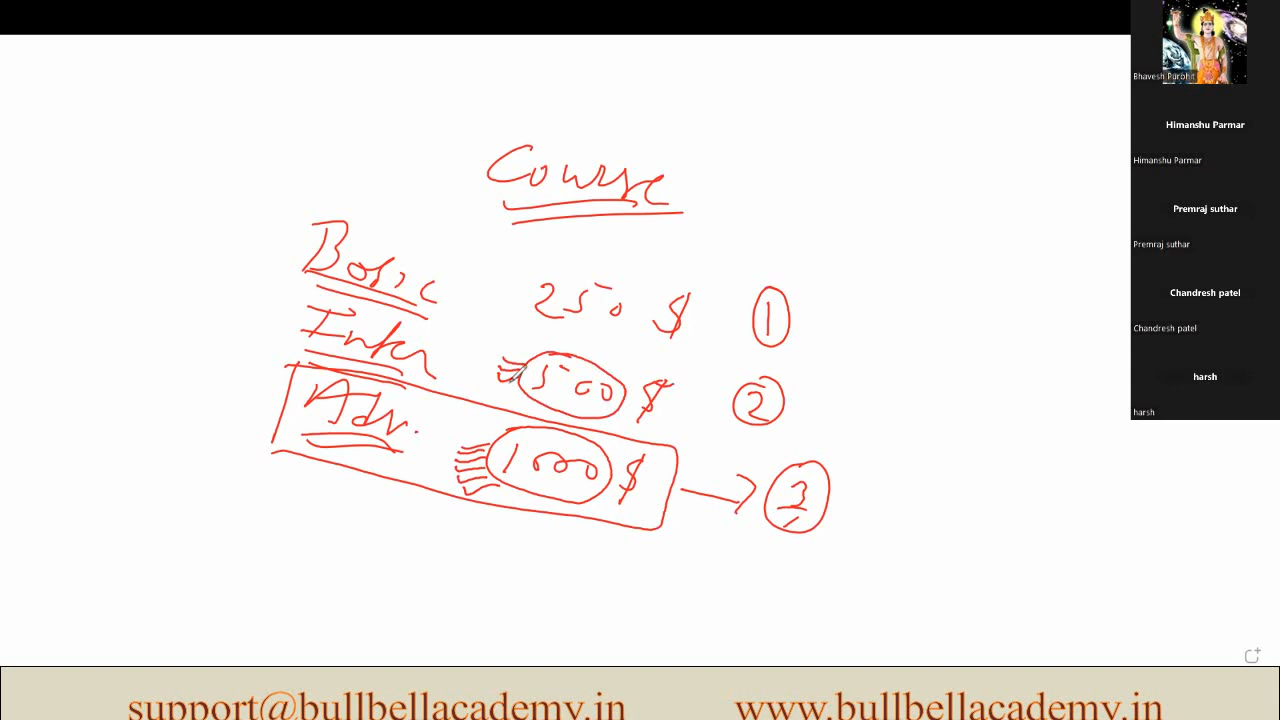 Course
Basic 250 $ 1
Inter 500 $ 2
Adv. 1000 $ → 3
Bhavesh Purohit
Himanshu Parmar
Himanshu Parmar
Premraj suthar
Premraj suthar
Chandresh patel
Chandresh patel
harsh
harsh
support@bullbellacademy.in www.bullbellacademy.in